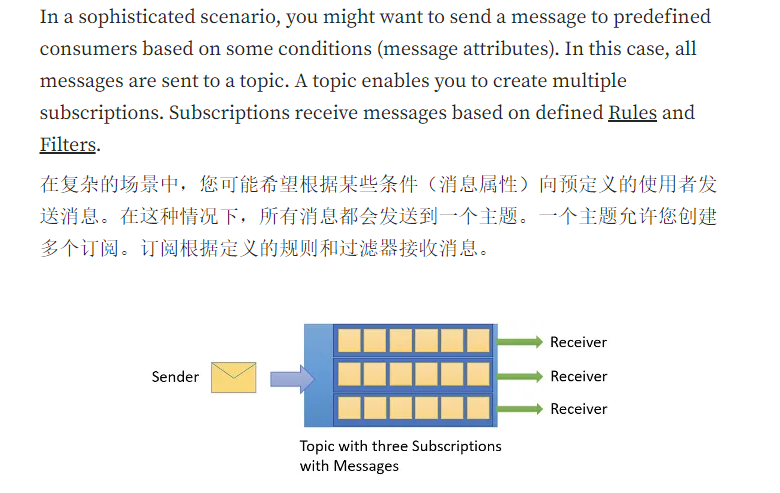 In a sophisticated scenario, you might want to send a message to predefined
consumers based on some conditions (message attributes). In this case, all
messages are sent to a topic. A topic enables you to create multiple
subscriptions. Subscriptions receive messages based on defined Rules and
Filters.
在复杂的场景中，您可能希望根据某些条件（消息属性）向预定义的使用者发
送消息。在这种情况下，所有消息都会发送到一个主题。一个主题允许您创建
多个订阅。订阅根据定义的规则和过滤器接收消息。
Sender
Receiver
Receiver
Receiver
Topic with three Subscriptions
with Messages